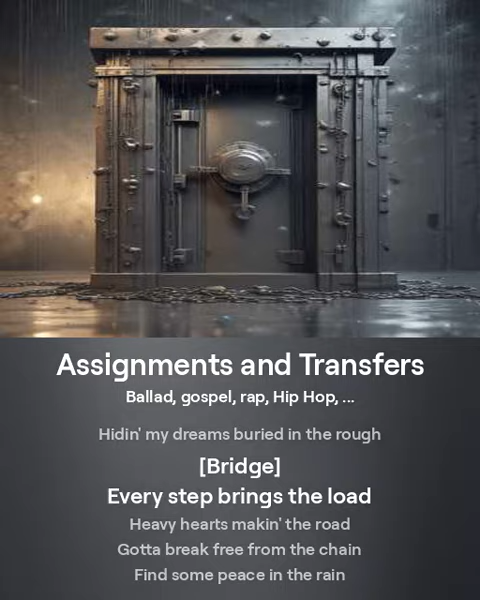 Assignments and Transfers
Ballad, gospel, rap, Hip Hop, ...
Hidin' my dreams buried in the rough
[Bridge]
Every step brings the load
Heavy hearts makin' the road
Gotta break free from the chain
Find some peace in the rain